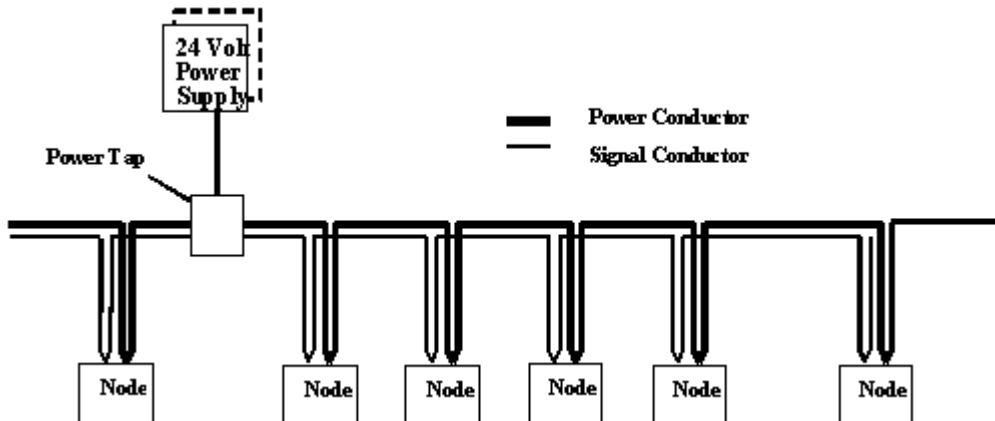 24 Volt
Power
Supply
Power Conductor
Signal Conductor
Power Tap
Node
Node
Node
Node
Node
Node